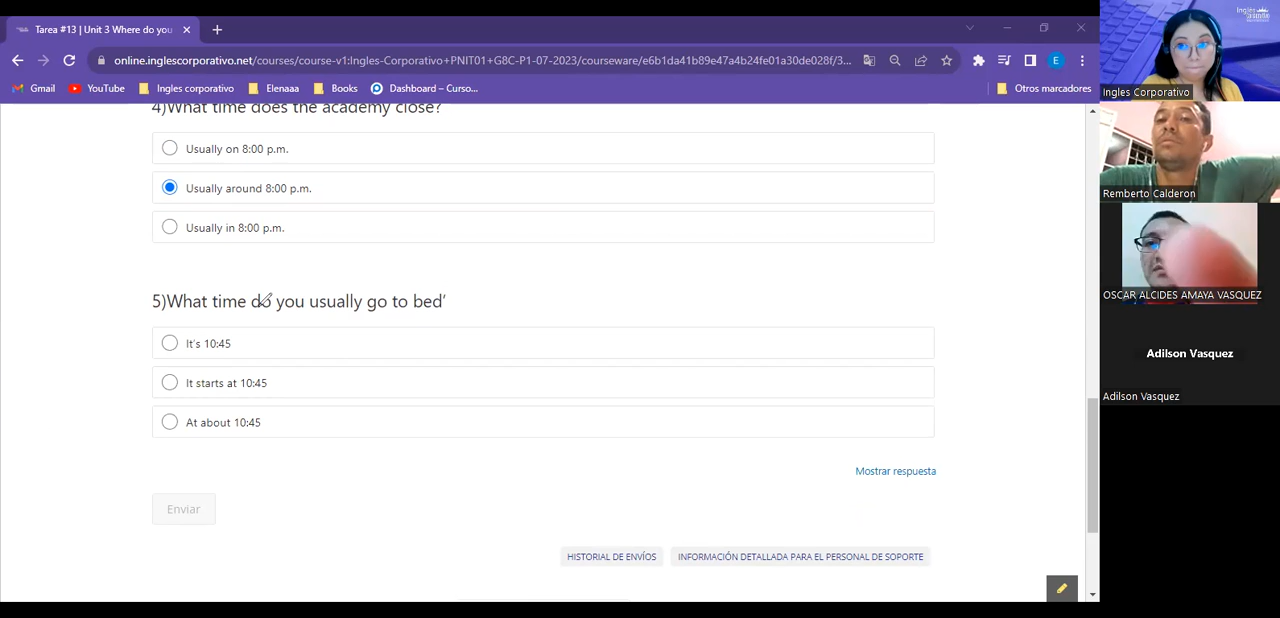 Tarea #13 | Unit 3 Where do you
online.inglescorporativo.net/courses/course-v1:Ingles-Corporativo+PNIT01+G8C-P1-07-2023/courseware/e6b1da41b89e47a4b24fe01a30de028f/3...
E
Gmail YouTube Ingles corporativo Elenaaa Books Dashboard – Curso... Otros marcadores
4)What time does the academy close?
Usually on 8:00 p.m.
Usually around 8:00 p.m.
Usually in 8:00 p.m.
5)What time do you usually go to bed'
It's 10:45
It starts at 10:45
At about 10:45
Mostrar respuesta
Enviar
HISTORIAL DE ENVÍOS INFORMACIÓN DETALLADA PARA EL PERSONAL DE SOPORTE
Ingles
Ingles Corporativo
Remberto Calderon
OSCAR ALCIDES AMAYA VASQUEZ
Adilson Vasquez
Adilson Vasquez